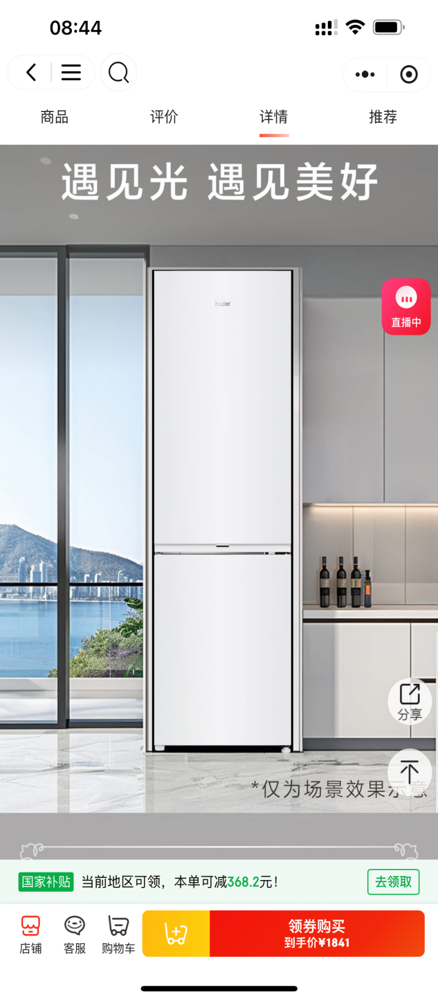 08:44
商品 评价 详情 推荐
遇见光 遇见美好
Haier
直播中
分享
*仅为场景效果示意
国家补贴 当前地区可领，本单可减368.2元！ 去领取
店铺 客服 购物车 领券购买
到手价¥1841